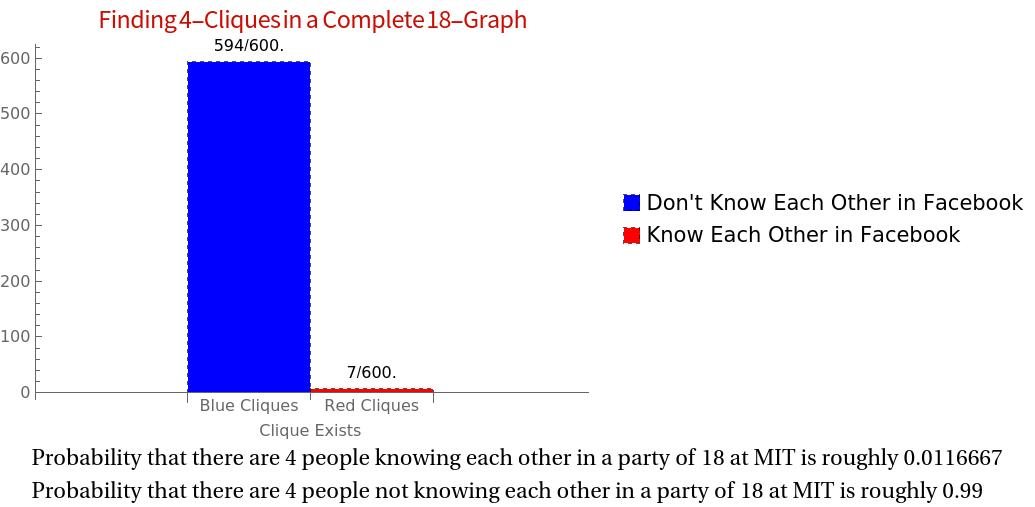 Finding 4–Cliques in a Complete 18–Graph
594/600.
600
500
400
300
200
100
0
7/600.
Blue Cliques
Red Cliques
Clique Exists
Don't Know Each Other in Facebook
Know Each Other in Facebook
Probability that there are 4 people knowing each other in a party of 18 at MIT is roughly 0.0116667
Probability that there are 4 people not knowing each other in a party of 18 at MIT is roughly 0.99